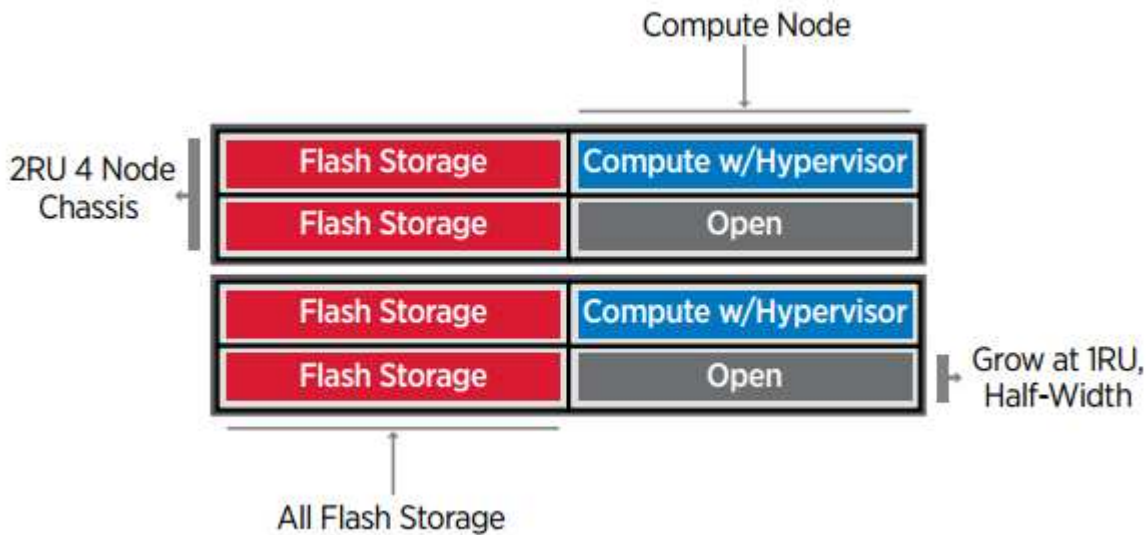 Compute Node
2RU 4 Node
Chassis
Flash Storage
Compute w/Hypervisor
Flash Storage
Open
Flash Storage
Compute w/Hypervisor
Flash Storage
Open
Grow at 1RU,
Half-Width
All Flash Storage